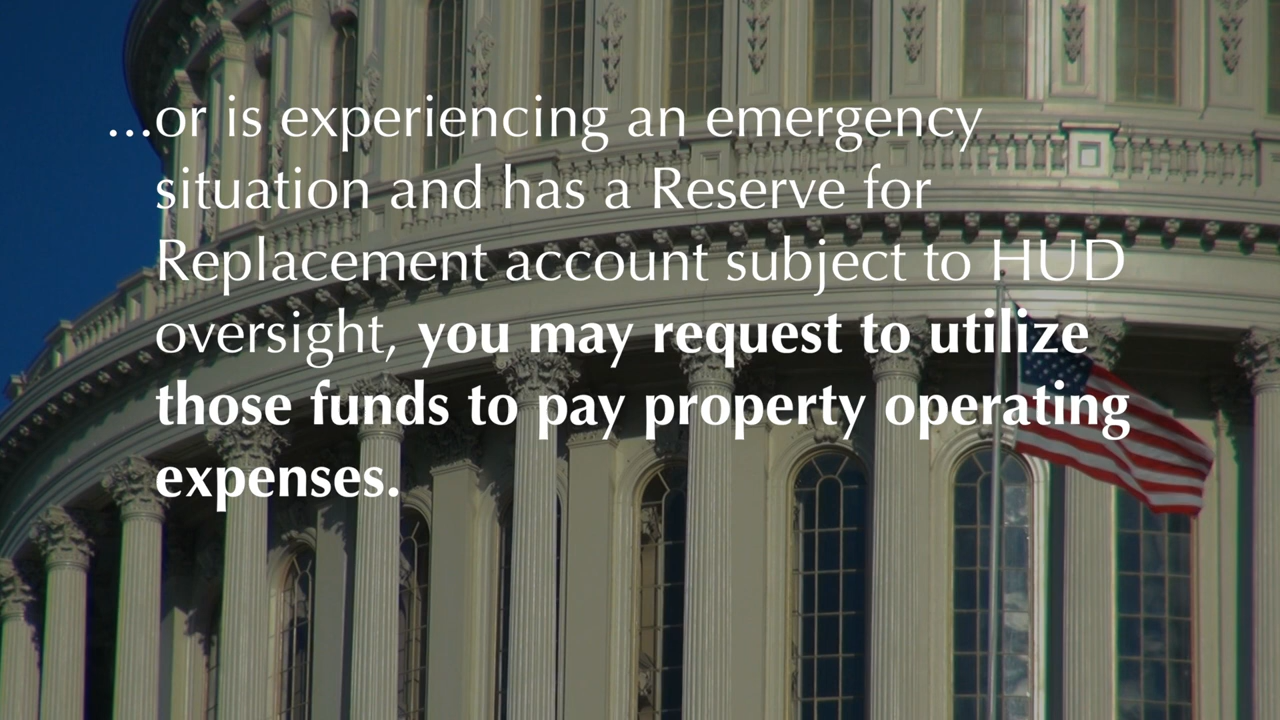 ...or is experiencing an emergency
situation and has a Reserve for
Replacement account subject to HUD
oversight, you may request to utilize
those funds to pay property operating
expenses.